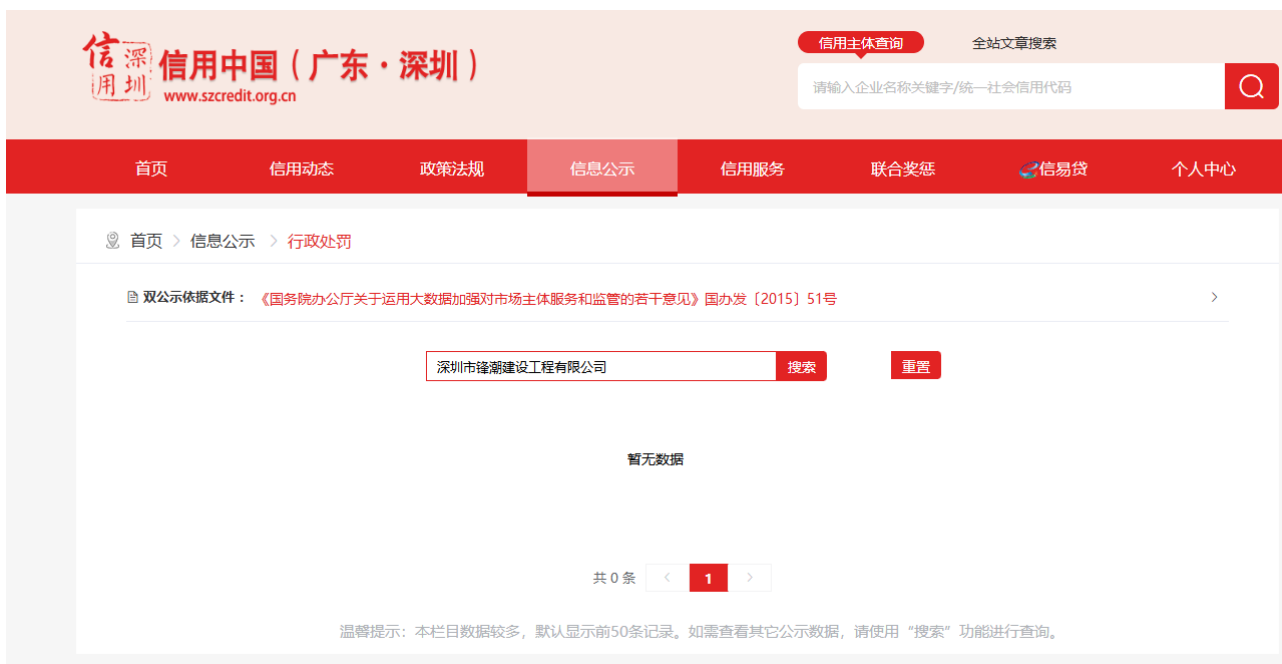 信用 深圳
信用中国（广东·深圳）
www.szcredit.org.cn
信用主体查询 全站文章搜索
请输入企业名称关键字/统一社会信用代码
首页 信用动态 政策法规 信息公示 信用服务 联合奖惩 信易贷 个人中心
首页 > 信息公示 > 行政处罚
双公示依据文件： 《国务院办公厅关于运用大数据加强对市场主体服务和监管的若干意见》国办发〔2015〕51号 >
深圳市锋潮建设工程有限公司 搜索 重置
暂无数据
共 0 条 < 1 >
温馨提示：本栏目数据较多，默认显示前50条记录。如需查看其它公示数据，请使用“搜索”功能进行查询。